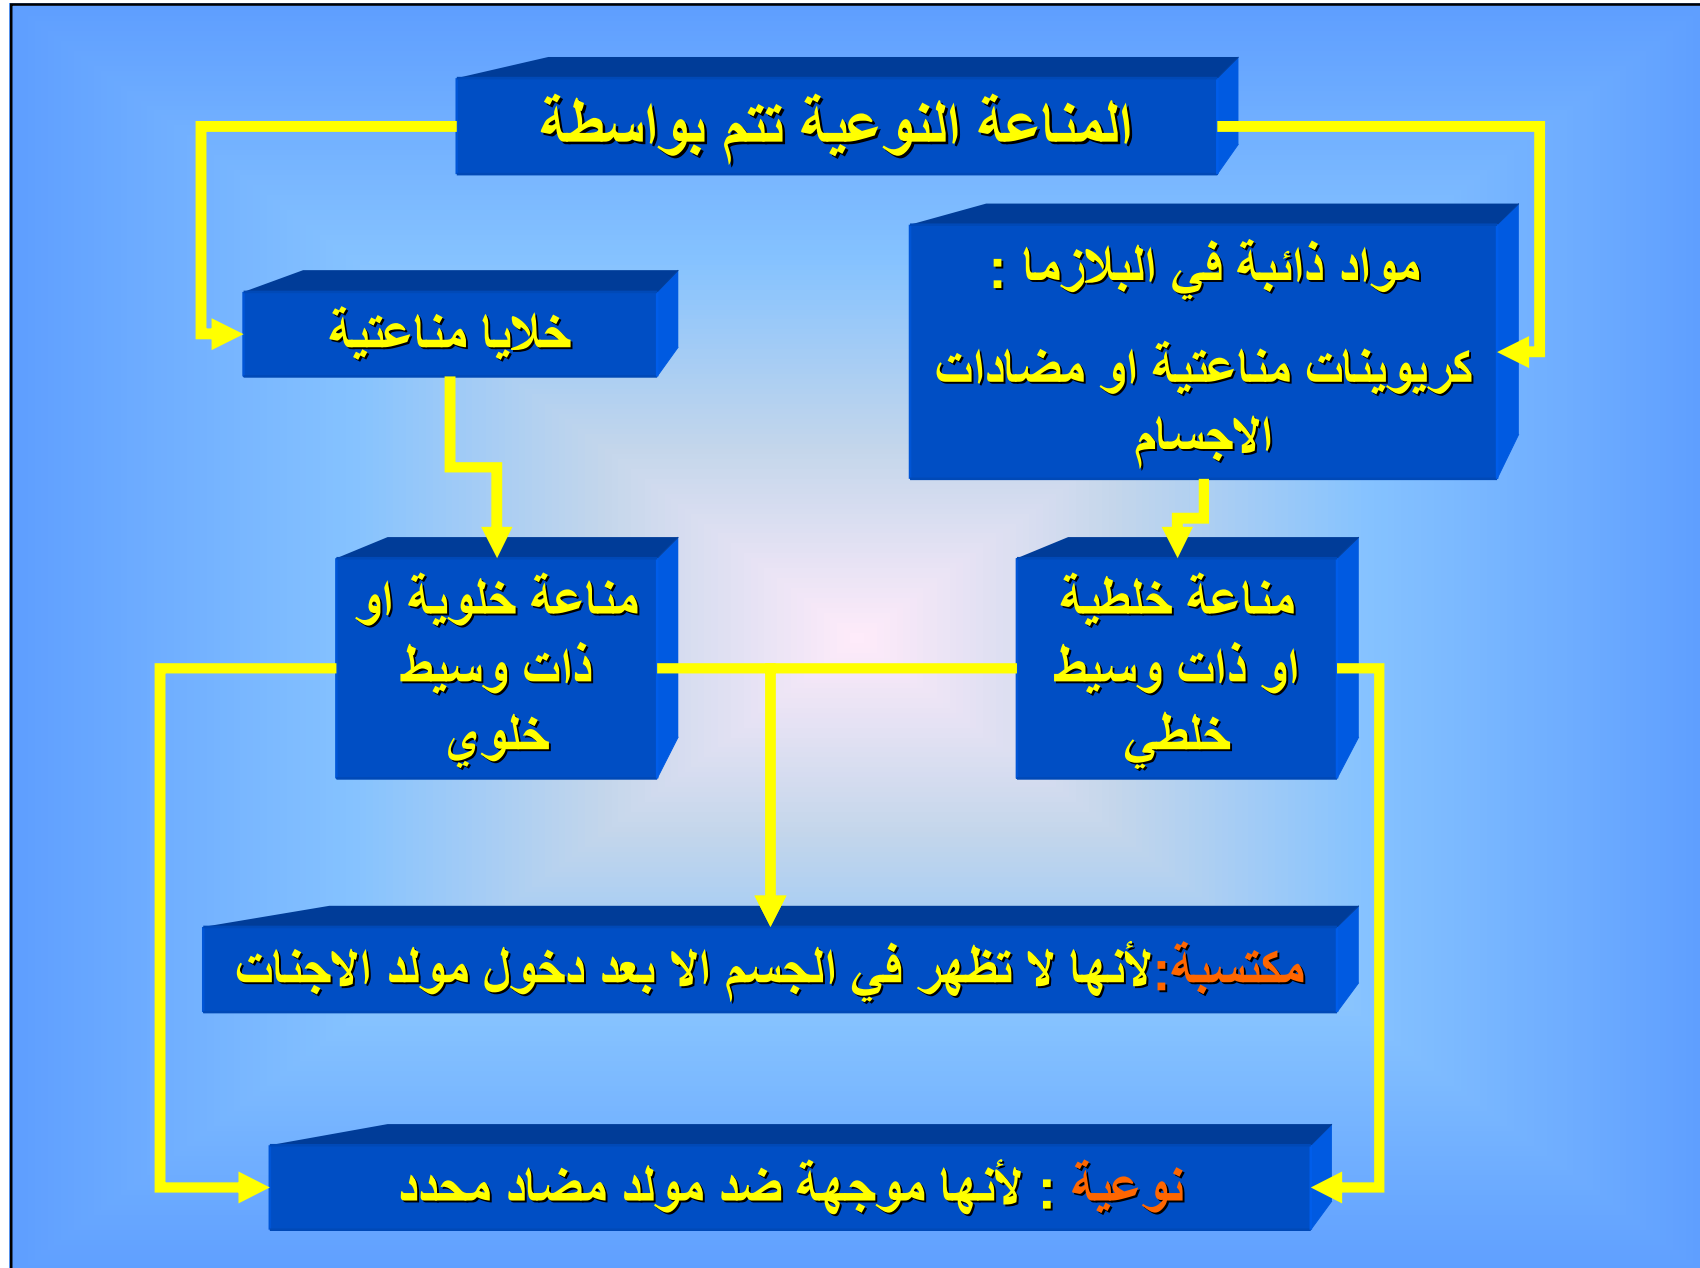 المناعة النوعية تتم بواسطة
مواد ذائبة في البلازما :
كريوينات مناعتية او مضادات
الاجسام
خلايا مناعتية
مناعة خلطية
او ذات وسيط
خلطي
مناعة خلوية او
ذات وسيط
خلوي
مكتسبة:لأنها لا تظهر في الجسم الا بعد دخول مولد الاجنات
نوعية : لأنها موجهة ضد مولد مضاد محدد